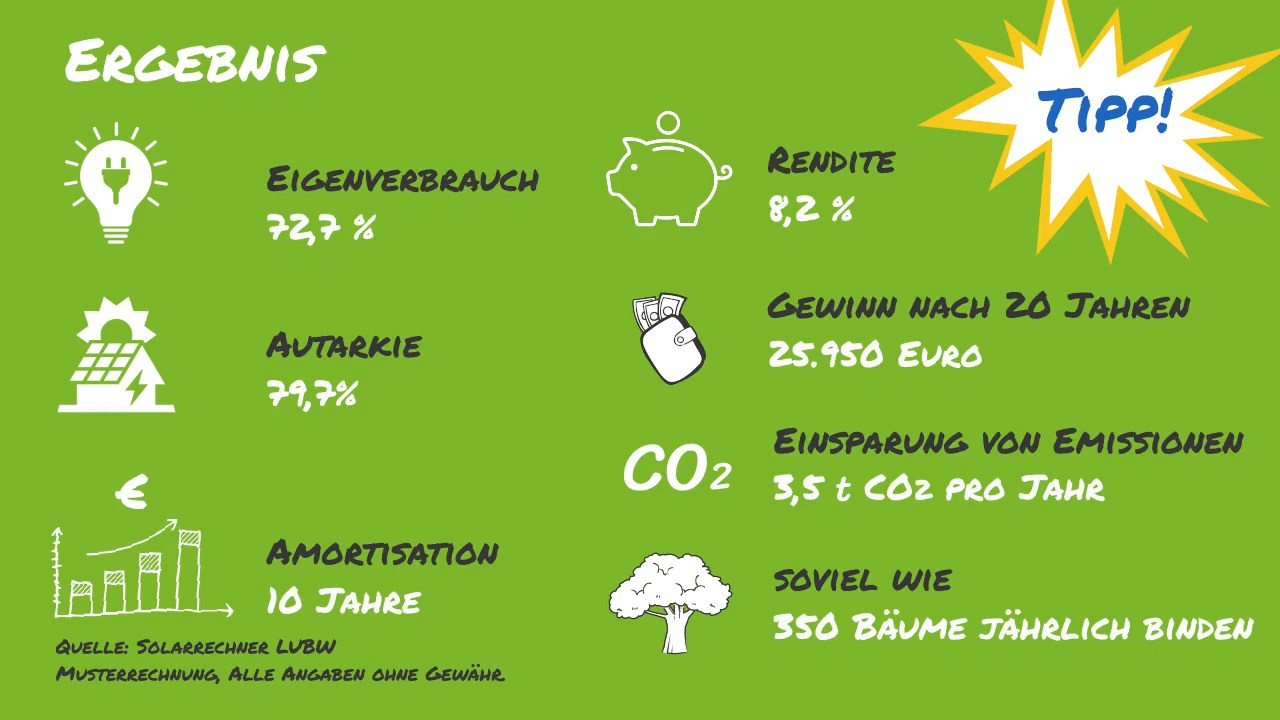 Ergebnis
Tipp!
Eigenverbrauch
72,7 %
Autarkie
79,7%
€
Amortisation
10 Jahre
Quelle: Solarrechner LUBW
Musterrechnung, Alle Angaben ohne Gewähr.
Rendite
8,2 %
Gewinn nach 20 Jahren
25.950 Euro
CO2
Einsparung von Emissionen
3,5 t CO2 pro Jahr
soviel wie
350 Bäume jährlich binden